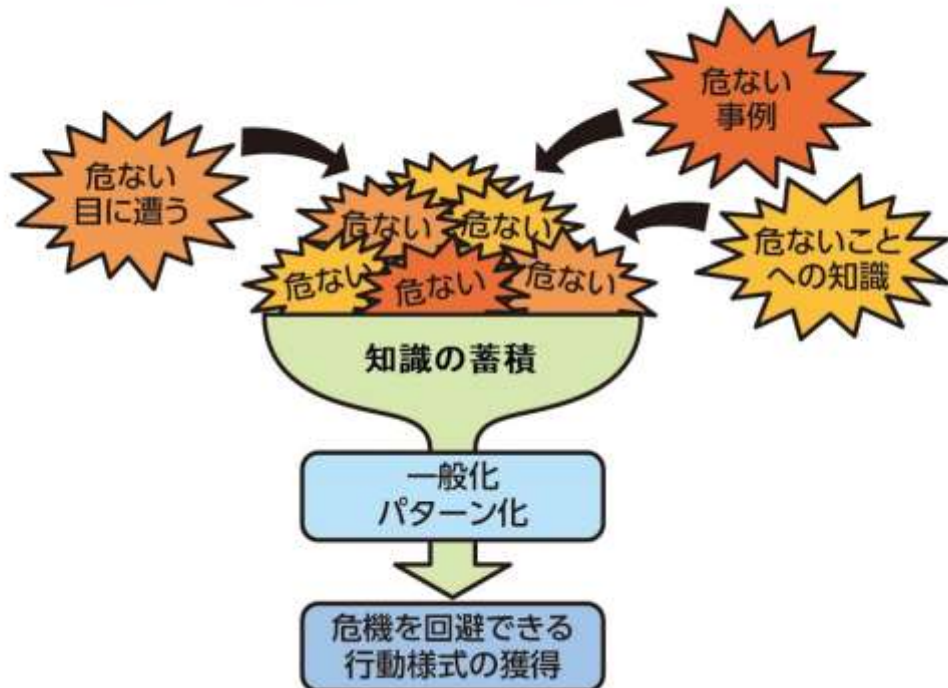 危ない
事例
危ない
目に遭う
危ないこと
への知識
危ない
危ない
危ない
危ない
危ない
知識の蓄積
一般化
パターン化
危機を回避できる
行動様式の獲得